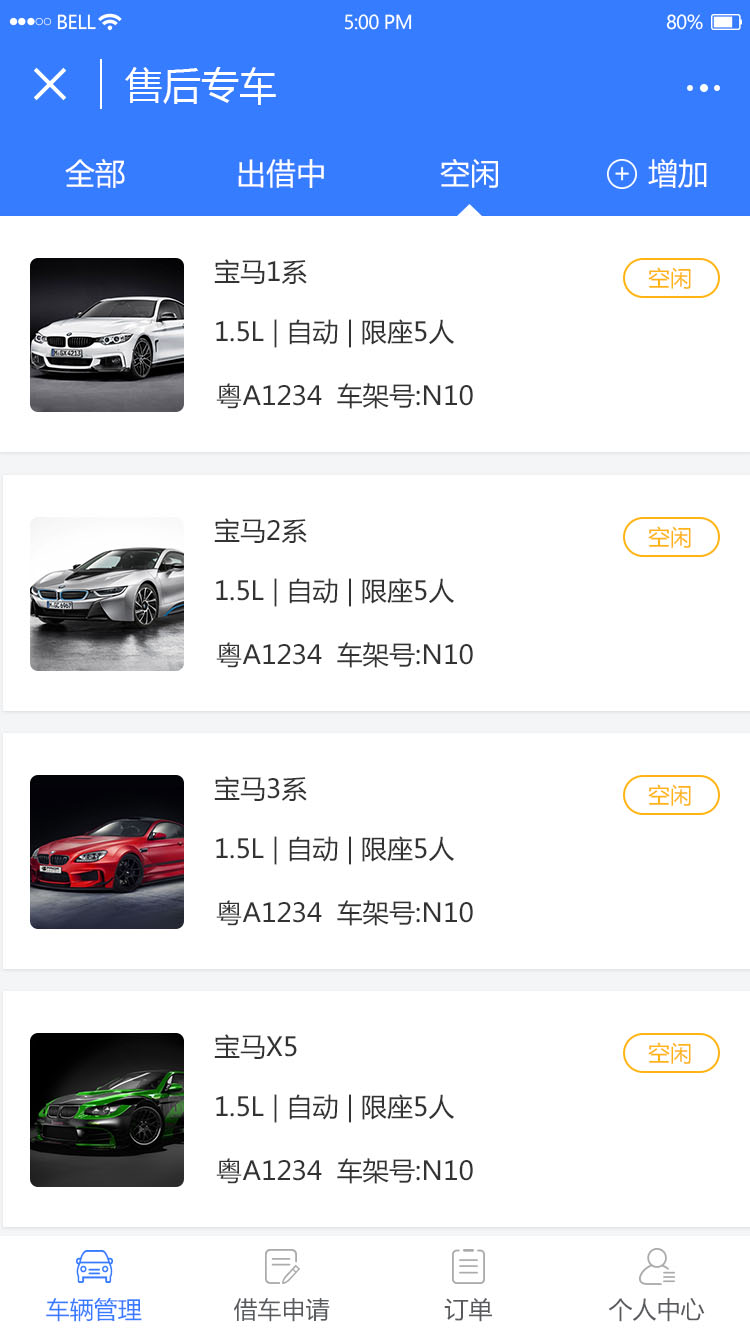 BELL 5:00 PM 80%
售后专车
全部 出借中 空闲 增加
宝马1系 空闲
1.5L | 自动 | 限座5人
粤A1234 车架号:N10
宝马2系 空闲
1.5L | 自动 | 限座5人
粤A1234 车架号:N10
宝马3系 空闲
1.5L | 自动 | 限座5人
粤A1234 车架号:N10
宝马X5 空闲
1.5L | 自动 | 限座5人
粤A1234 车架号:N10
车辆管理 借车申请 订单 个人中心